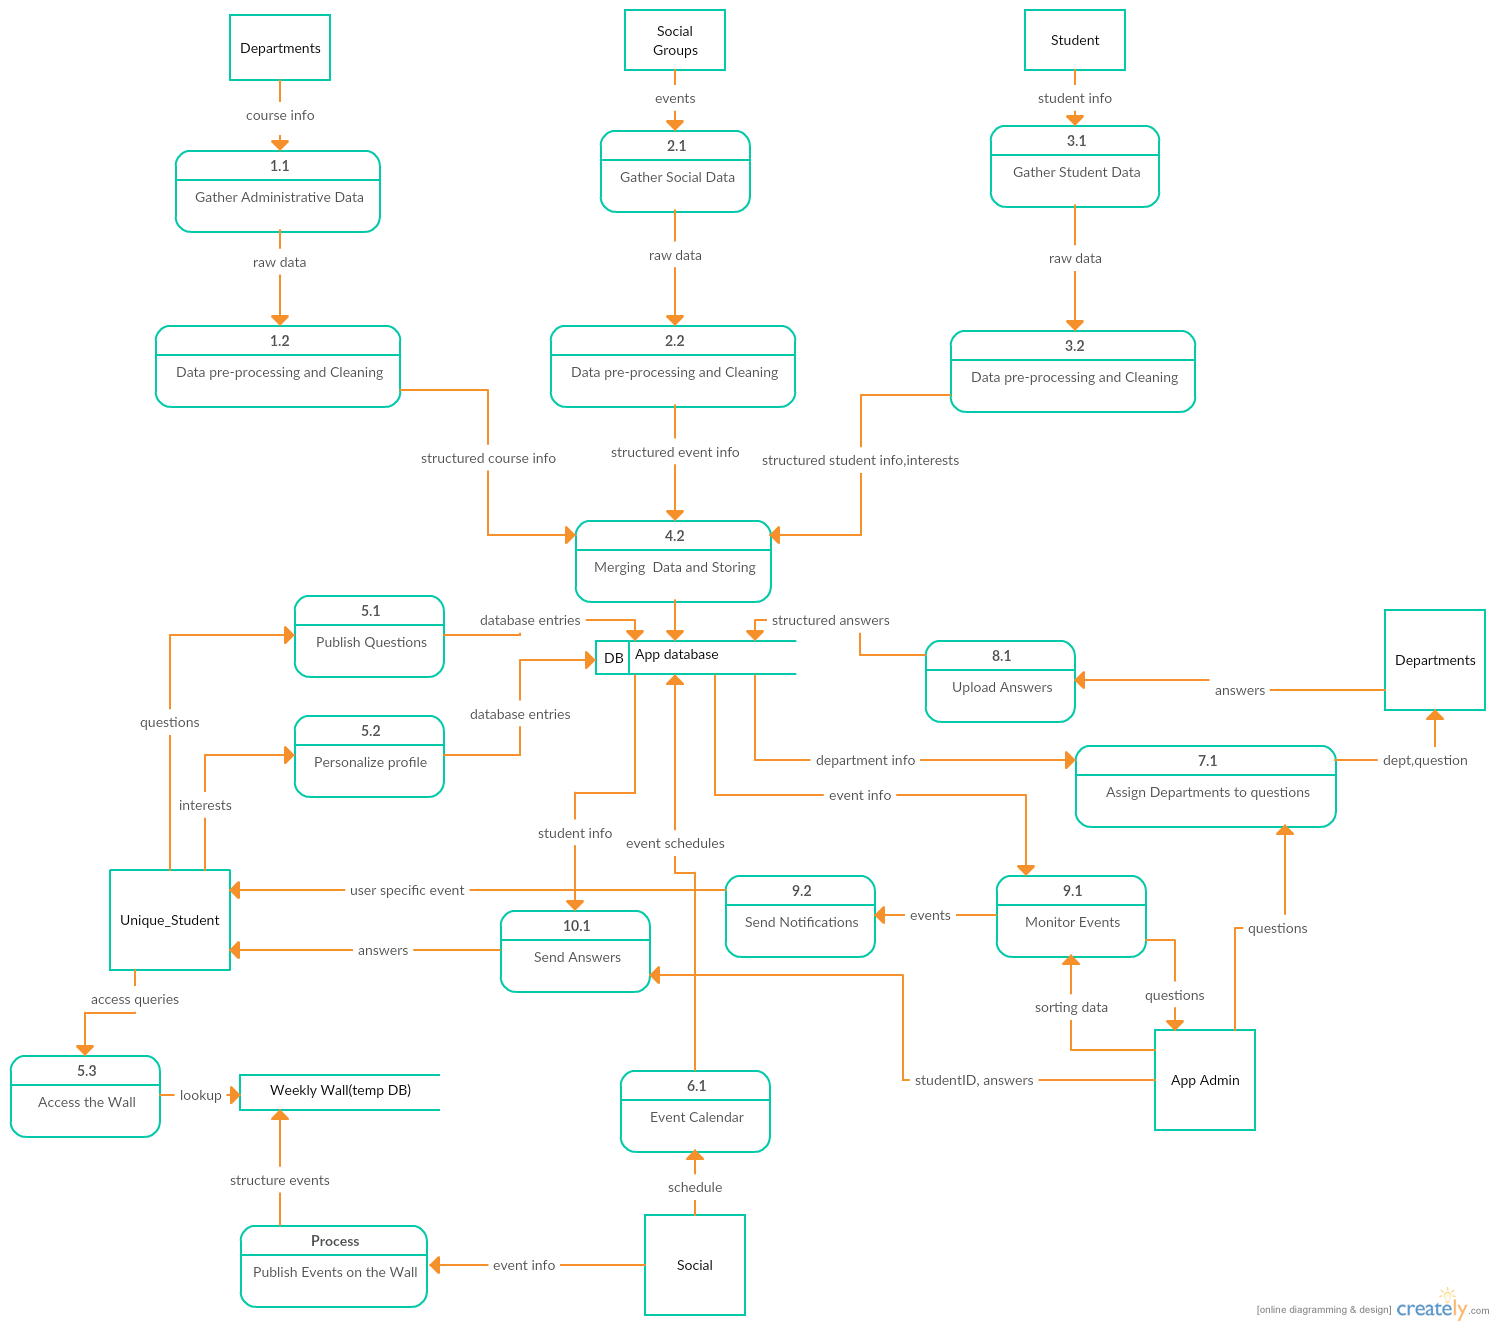 Departments
Social
Groups
Student
course info
events
student info
1.1
Gather Administrative Data
2.1
Gather Social Data
3.1
Gather Student Data
raw data
raw data
raw data
1.2
Data pre-processing and Cleaning
2.2
Data pre-processing and Cleaning
3.2
Data pre-processing and Cleaning
structured course info
structured event info
structured student info,interests
4.2
Merging  Data and Storing
5.1
Publish Questions
database entries
structured answers
DB
App database
8.1
Upload Answers
Departments
answers
questions
database entries
5.2
Personalize profile
department info
7.1
Assign Departments to questions
dept,question
event info
interests
student info
event schedules
Unique_Student
user specific event
9.2
Send Notifications
events
9.1
Monitor Events
questions
answers
10.1
Send Answers
access queries
sorting data
questions
5.3
Access the Wall
lookup
Weekly Wall(temp DB)
6.1
Event Calendar
studentID, answers
App Admin
structure events
schedule
Process
Publish Events on the Wall
event info
Social
[online diagramming & design] creately.com